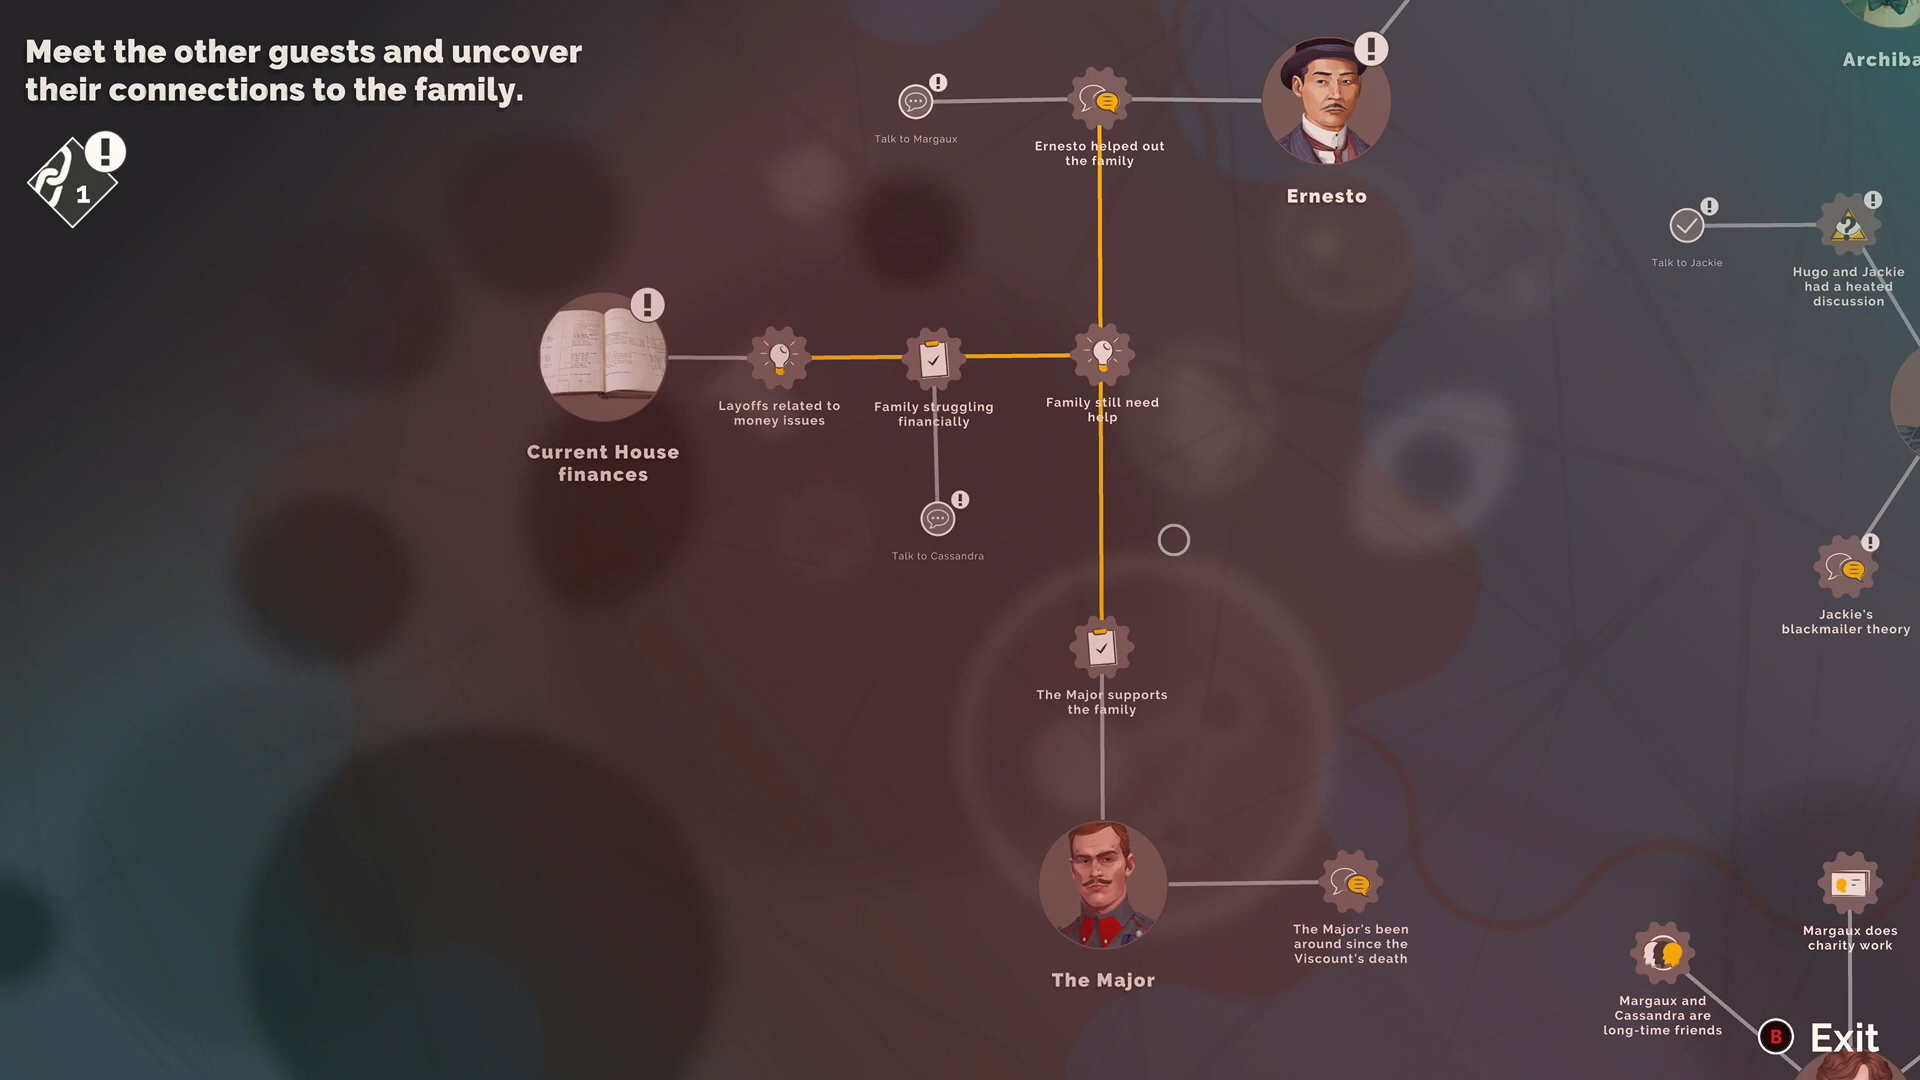 Meet the other guests and uncover
their connections to the family.
1
Talk to Margaux
Ernesto helped out
the family
Ernesto
Archiba
Talk to Jackie
Hugo and Jackie
had a heated
discussion
Current House
finances
Layoffs related to
money issues
Family struggling
financially
Family still need
help
Talk to Cassandra
Jackie's
blackmailer theory
The Major supports
the family
The Major
The Major's been
around since the
Viscount's death
Margaux does
charity work
Margaux and
Cassandra are
long-time friends
B Exit